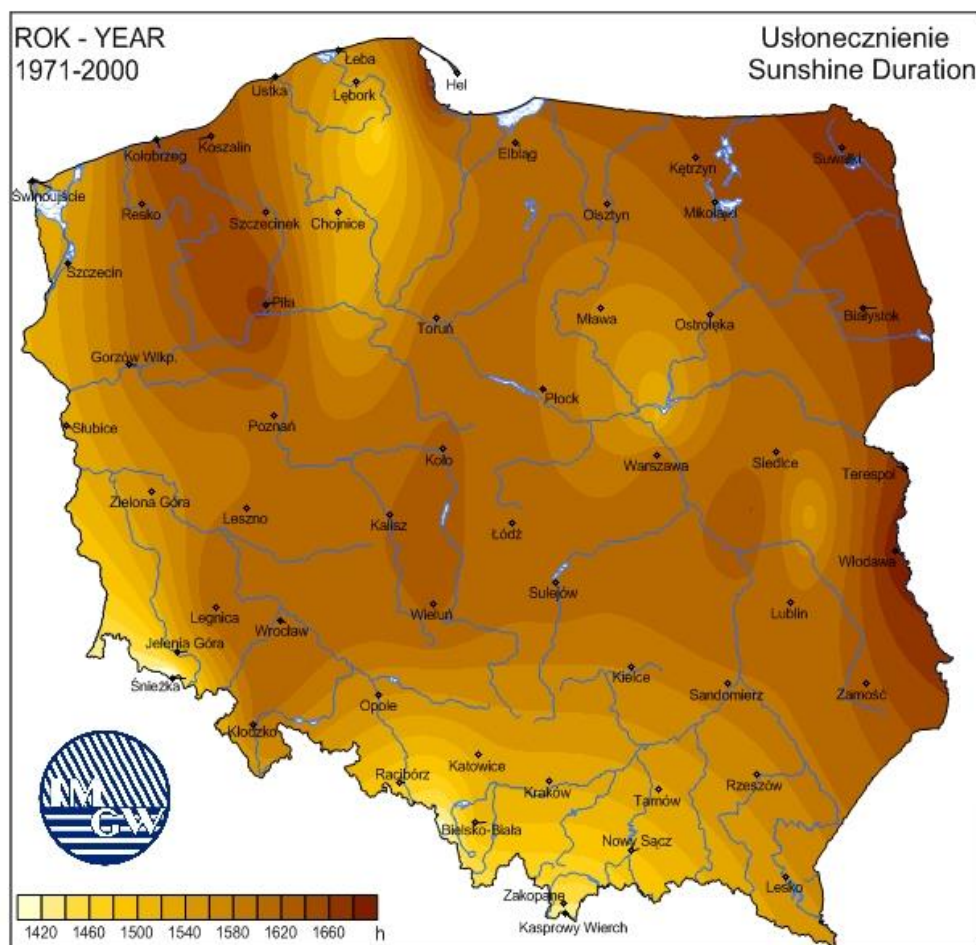 ROK - YEAR
1971-2000
Usłonecznienie
Sunshine Duration
Łeba
Hel
Ustka
Lębork
Kołobrzeg
Koszalin
Elbląg
Kętrzyn
Suwałki
Świnoujście
Resko
Szczecinek
Chojnice
Olsztyn
Mikołajki
Szczecin
Piła
Toruń
Mława
Ostrołęka
Białystok
Gorzów Wlkp.
Płock
Słubice
Poznań
Koło
Warszawa
Siedlce
Terespol
Zielona Góra
Leszno
Kalisz
Łódź
Włodawa
Sulejów
Legnica
Wrocław
Wieluń
Lublin
Jelenia Góra
Śnieżka
Kielce
Sandomierz
Zamość
Opole
Kłodzko
Katowice
Racibórz
Kraków
Tarnów
Rzeszów
Bielsko-Biała
Nowy Sącz
Lesko
Zakopane
Kasprowy Wierch
IMGW
1420 1460 1500 1540 1580 1620 1660 h